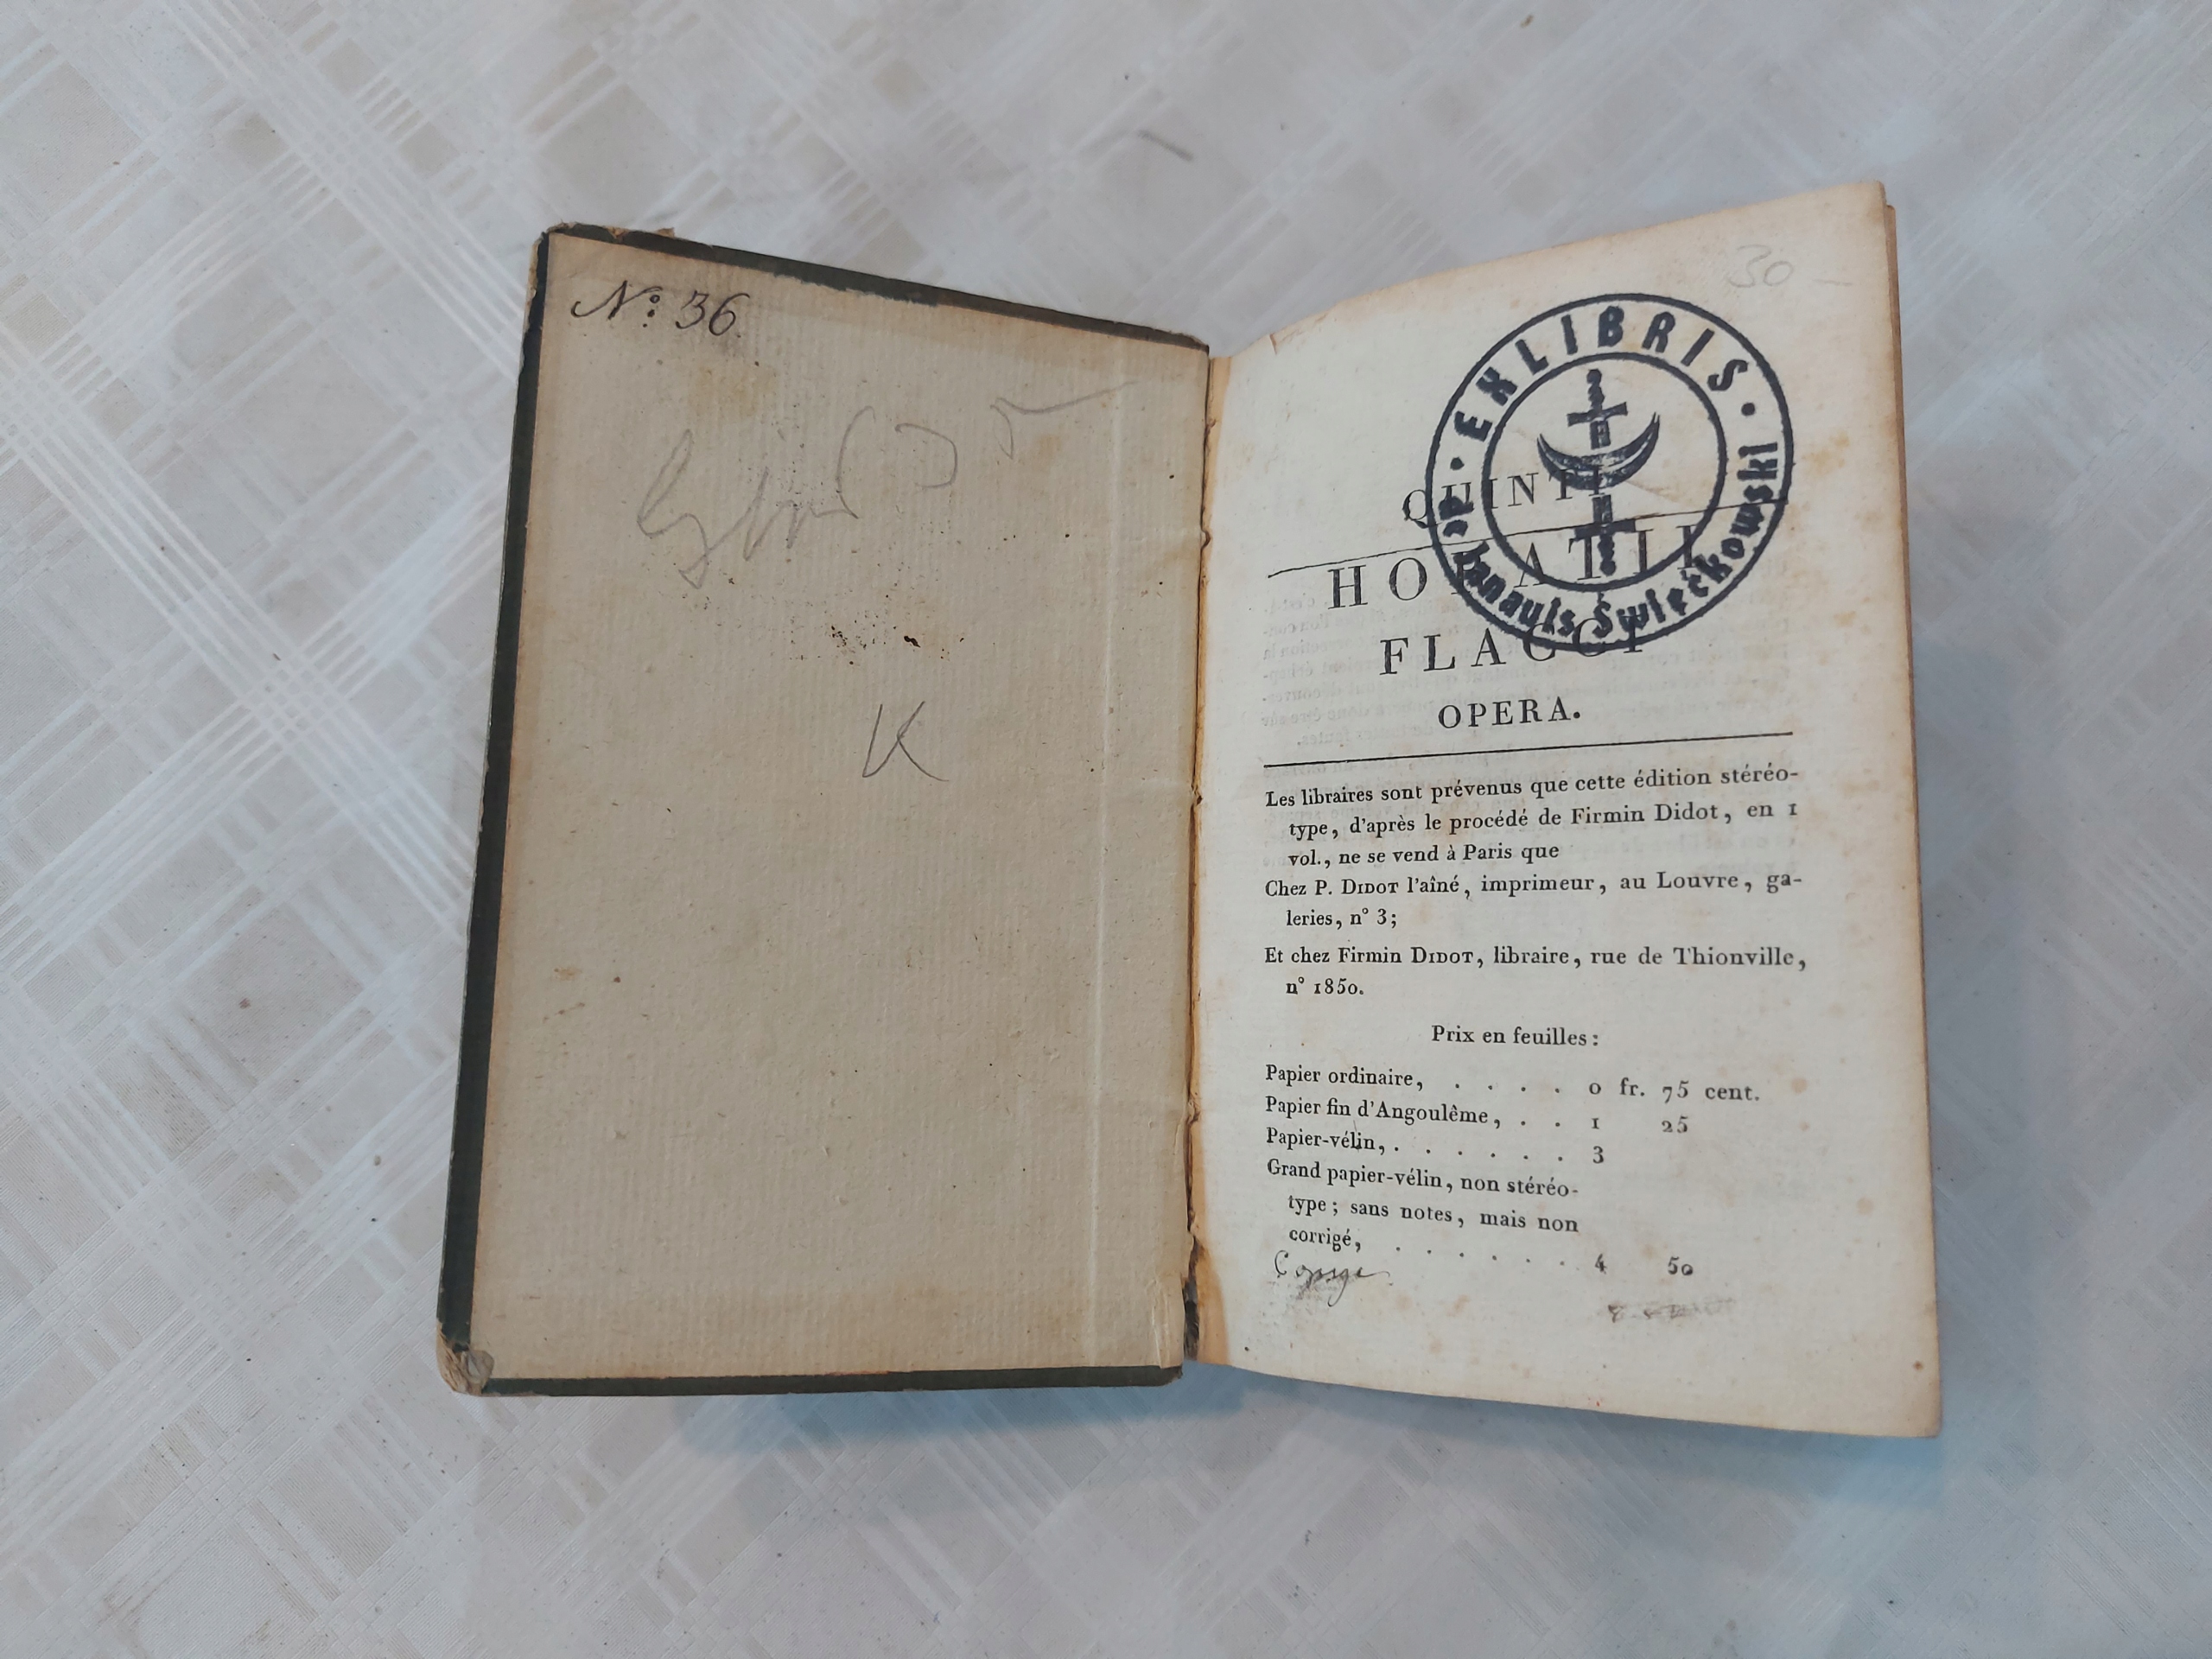 Nº: 36
K
30 –
· EXLIBRIS ·
QUINTI
HORATII
FLACCI
OPERA.
Les libraires sont prévenus que cette édition stéréo-
type, d'après le procédé de Firmin Didot, en 1
vol., ne se vend à Paris que
Chez P. DIDOT l'aîné, imprimeur, au Louvre, ga-
leries, n° 3;
Et chez Firmin DIDOT, libraire, rue de Thionville,
n° 1850.
Prix en feuilles:
Papier ordinaire, . . . . 0 fr. 75 cent.
Papier fin d'Angoulême, . . 1 25
Papier-vélin, . . . . . . 3
Grand papier-vélin, non stéréo-
type; sans notes, mais non
corrigé, . . . . . . 4 50